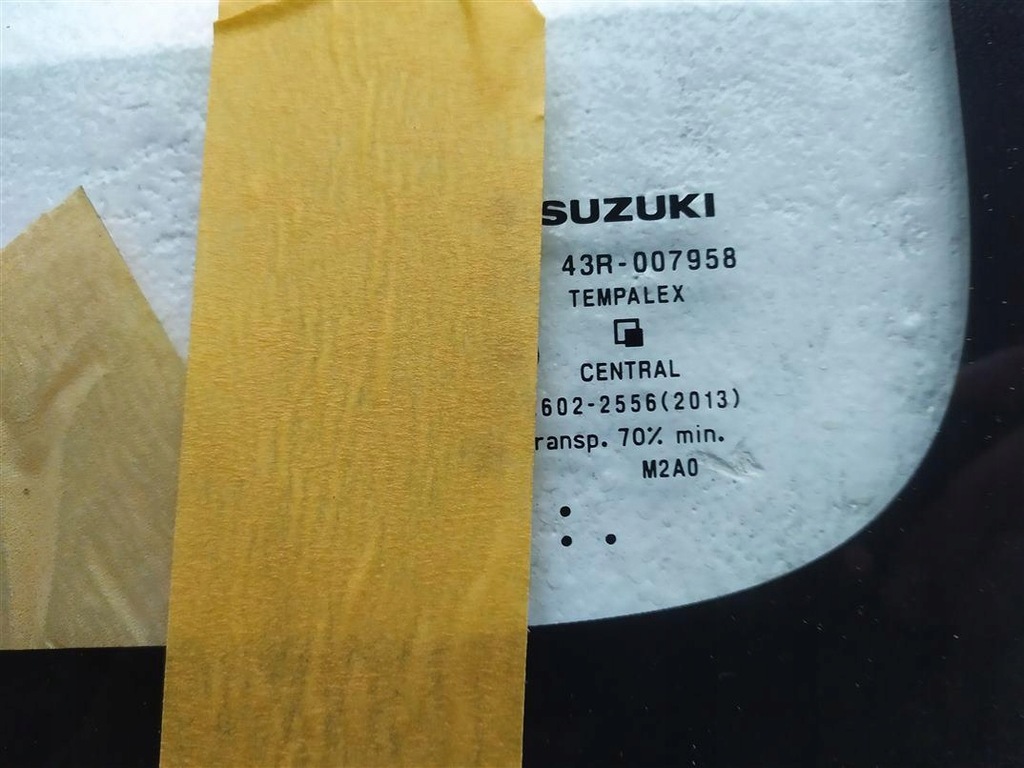 SUZUKI
43R-007958
TEMPALEX
CENTRAL
602-2556(2013)
ransp. 70% min.
M2A0